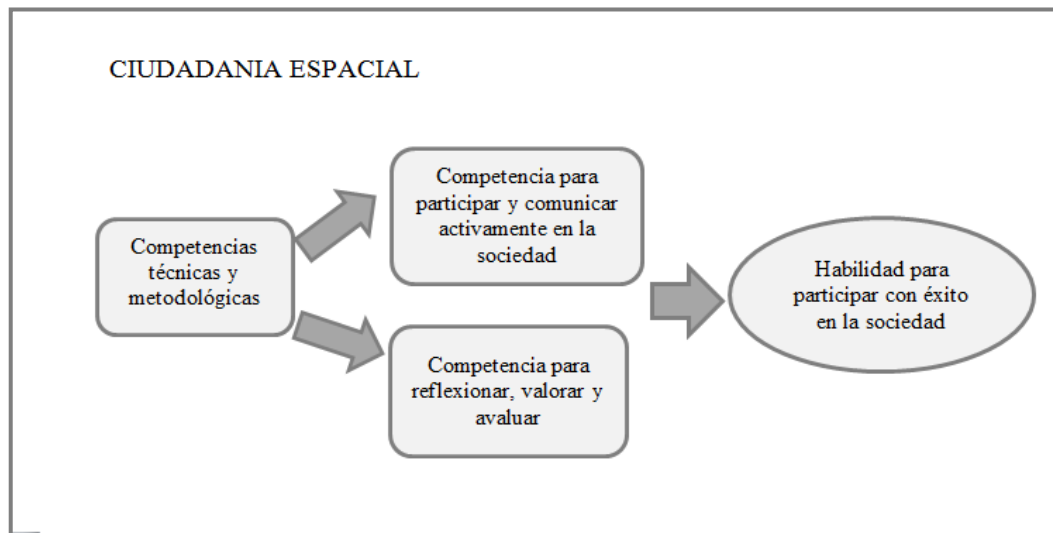 CIUDADANIA ESPACIAL
Competencias
técnicas y
metodológicas
Competencia para
participar y comunicar
activamente en la
sociedad
Competencia para
reflexionar, valorar y
avaluar
Habilidad para
participar con éxito
en la sociedad